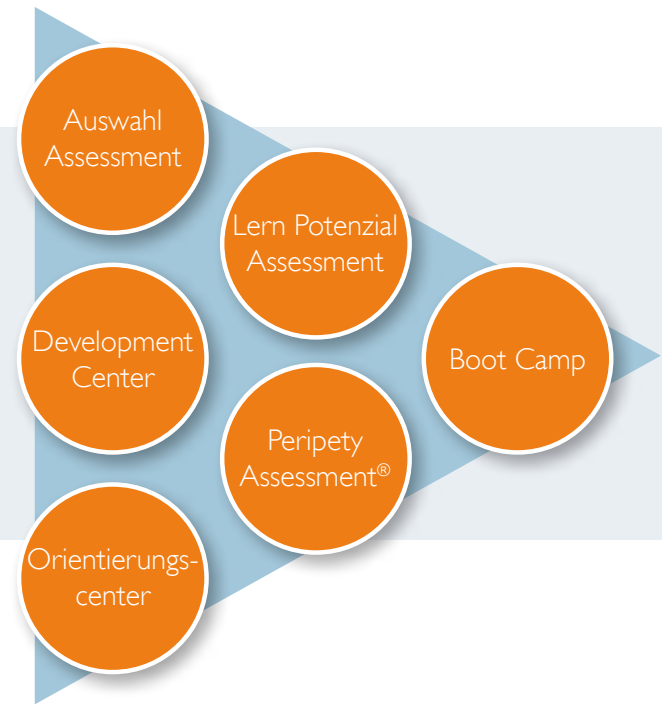 Auswahl
Assessment
Lern Potenzial
Assessment
Development
Center
Boot Camp
Peripety
Assessment®
Orientierungs-
center